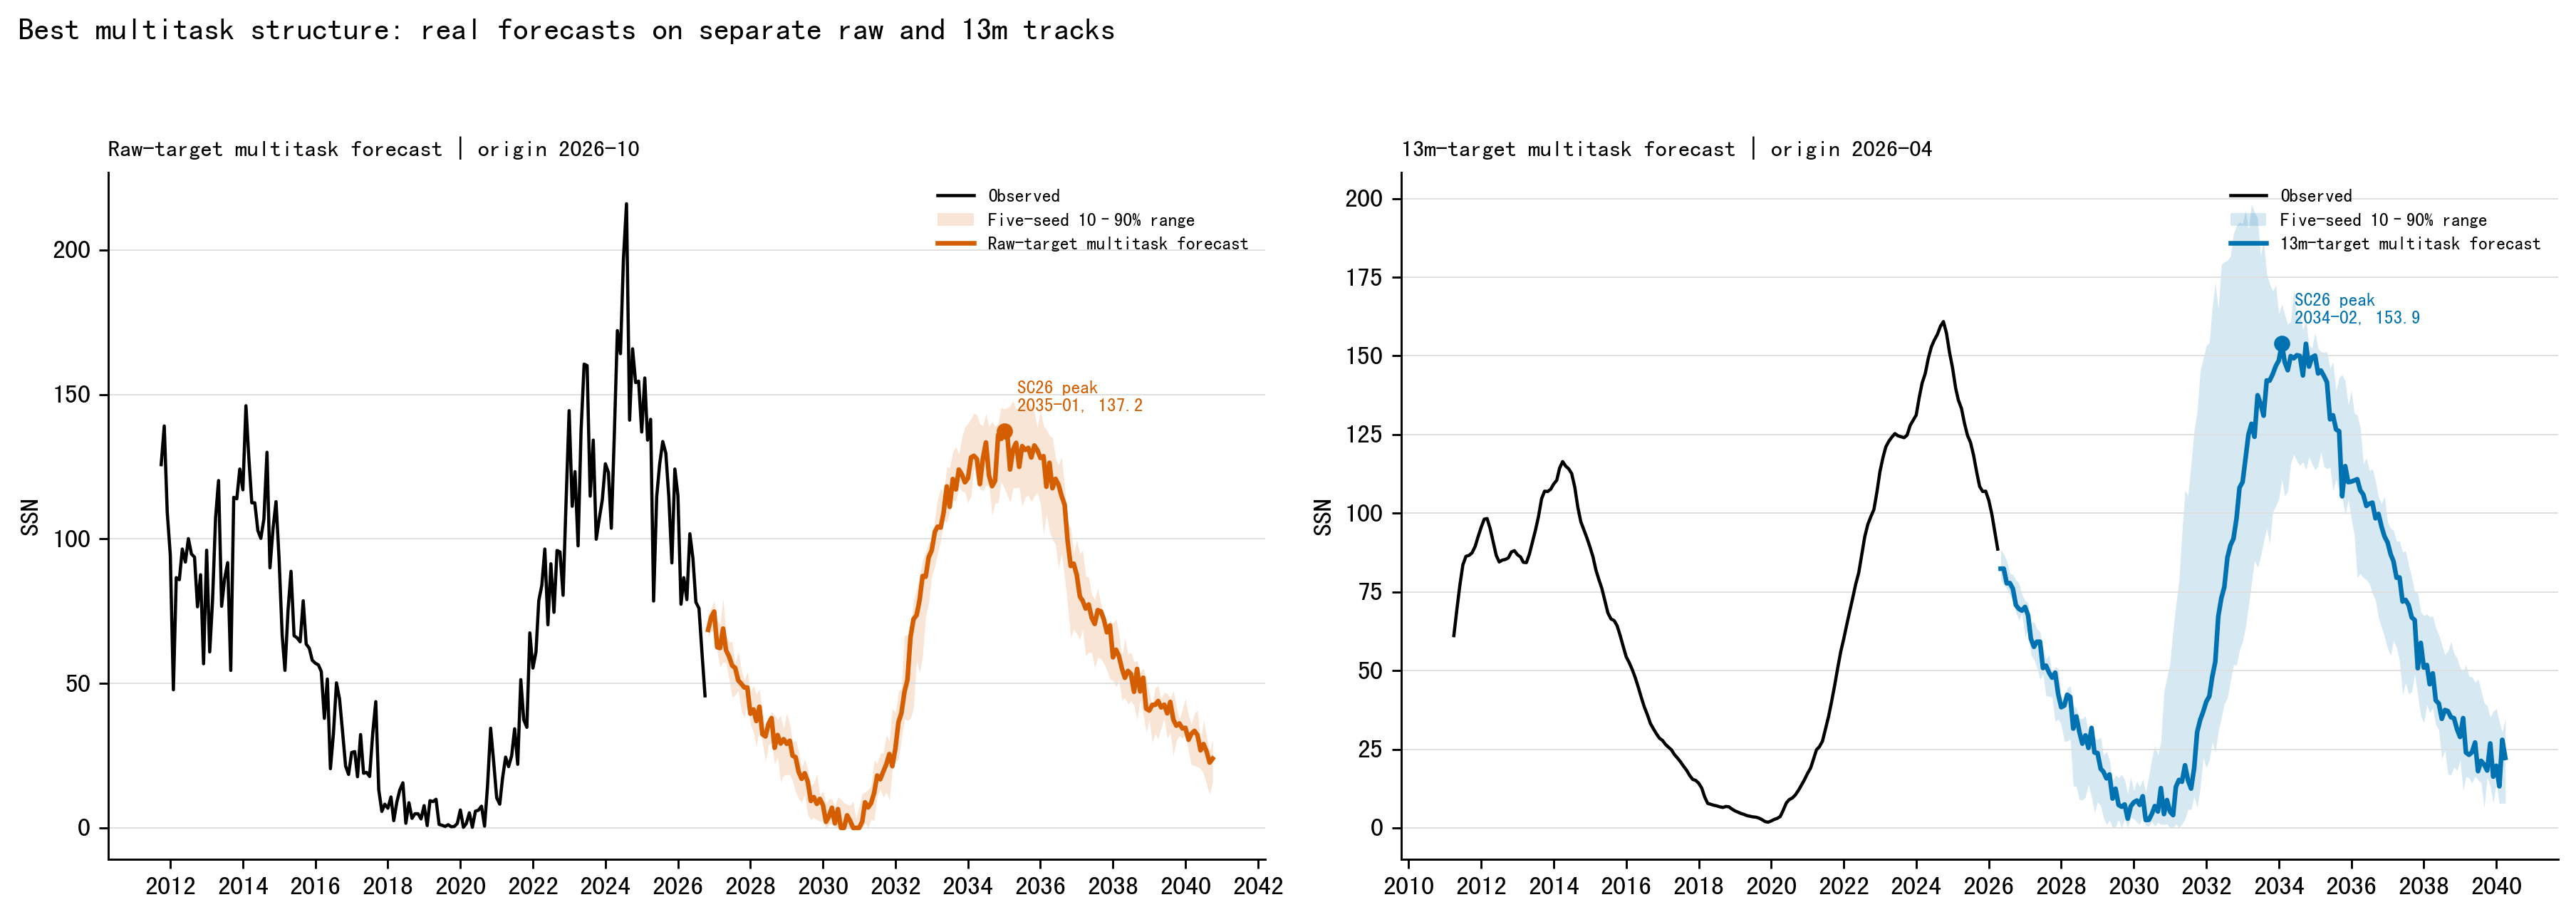 Best multitask structure: real forecasts on separate raw and 13m tracks
Raw-target multitask forecast | origin 2026-10
Observed
Five-seed 10–90% range
Raw-target multitask forecast
SC26 peak
2035-01, 137.2
SSN
200
150
100
50
0
2012 2014 2016 2018 2020 2022 2024 2026 2028 2030 2032 2034 2036 2038 2040 2042
13m-target multitask forecast | origin 2026-04
Observed
Five-seed 10–90% range
13m-target multitask forecast
SC26 peak
2034-02, 153.9
SSN
200
175
150
125
100
75
50
25
0
2010 2012 2014 2016 2018 2020 2022 2024 2026 2028 2030 2032 2034 2036 2038 2040